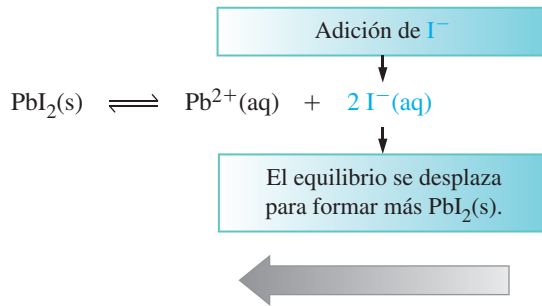 Adición de I⁻
PbI₂(s) ⇌ Pb²⁺(aq) + 2 I⁻(aq)
El equilibrio se desplaza
para formar más PbI₂(s).